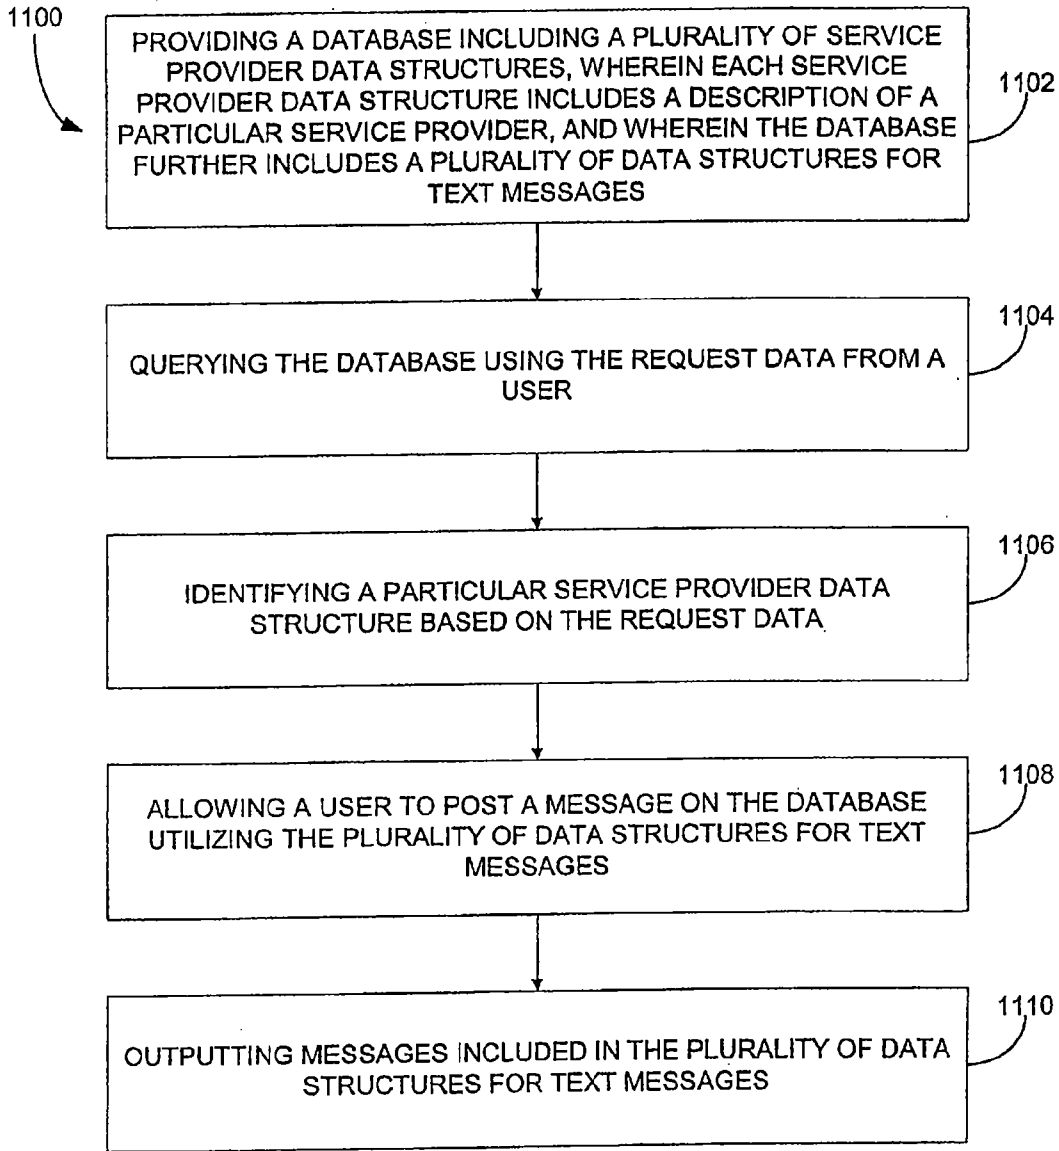 1100
PROVIDING A DATABASE INCLUDING A PLURALITY OF SERVICE
PROVIDER DATA STRUCTURES, WHEREIN EACH SERVICE
PROVIDER DATA STRUCTURE INCLUDES A DESCRIPTION OF A
PARTICULAR SERVICE PROVIDER, AND WHEREIN THE DATABASE
FURTHER INCLUDES A PLURALITY OF DATA STRUCTURES FOR
TEXT MESSAGES
1102
QUERYING THE DATABASE USING THE REQUEST DATA FROM A
USER
1104
IDENTIFYING A PARTICULAR SERVICE PROVIDER DATA
STRUCTURE BASED ON THE REQUEST DATA
1106
ALLOWING A USER TO POST A MESSAGE ON THE DATABASE
UTILIZING THE PLURALITY OF DATA STRUCTURES FOR TEXT
MESSAGES
1108
OUTPUTTING MESSAGES INCLUDED IN THE PLURALITY OF DATA
STRUCTURES FOR TEXT MESSAGES
1110